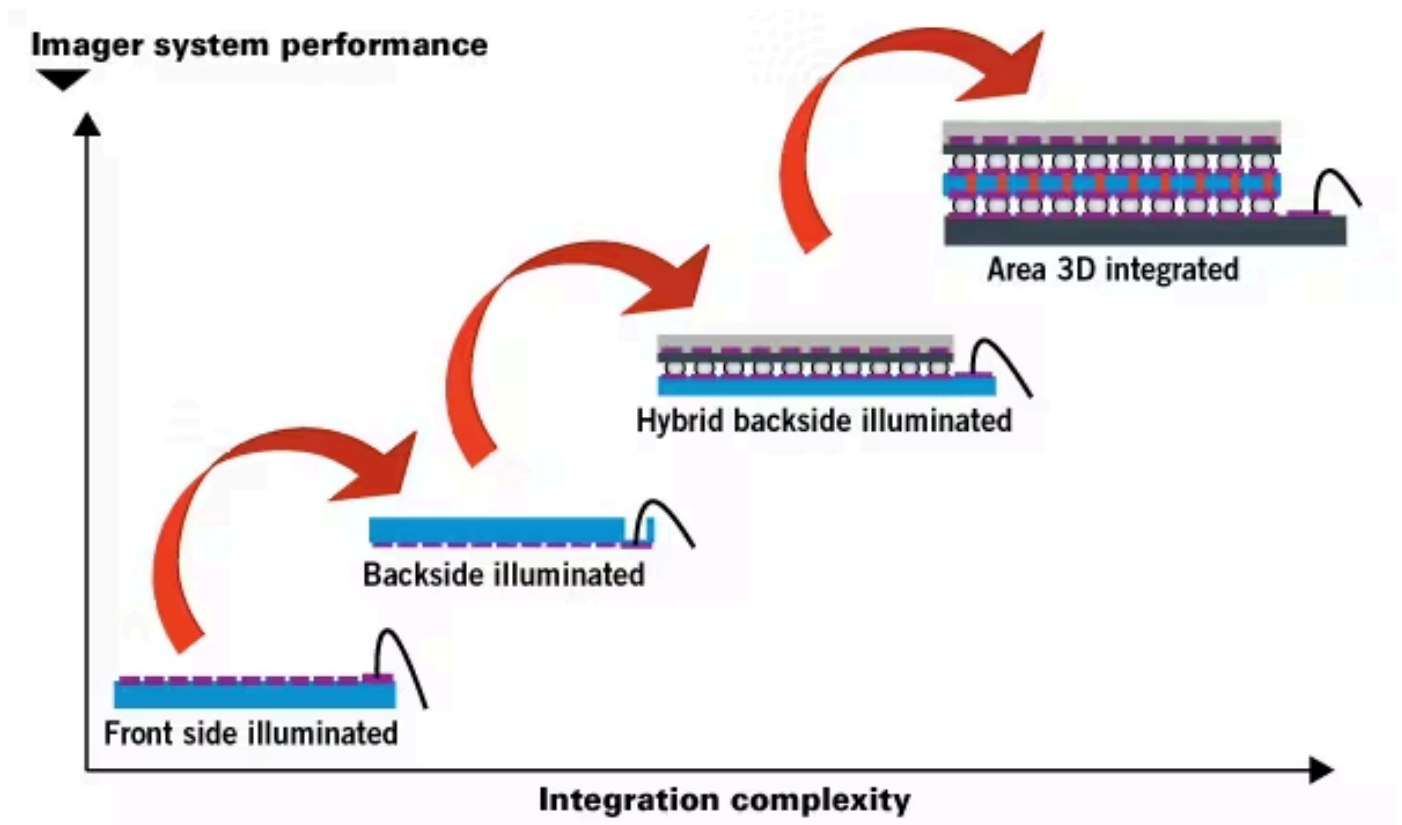 Imager system performance
Area 3D integrated
Hybrid backside illuminated
Backside illuminated
Front side illuminated
Integration complexity